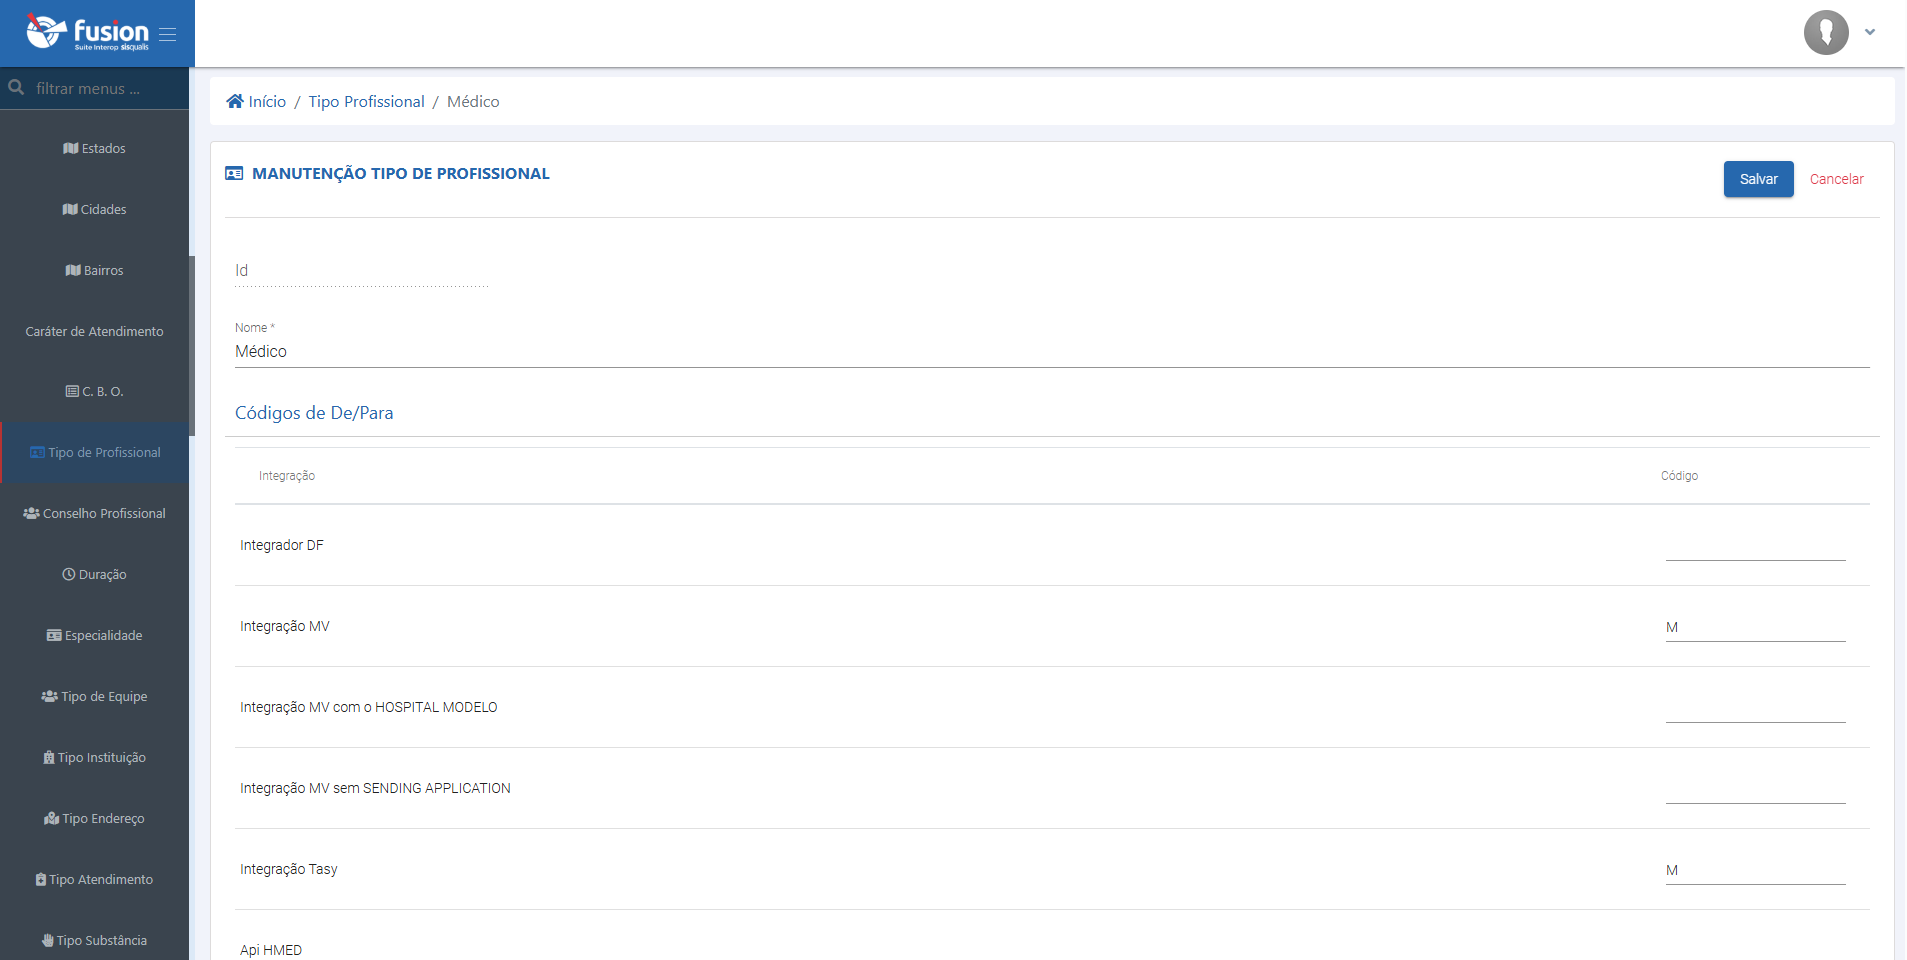 fusion
Suite Interop sisqualis
filtrar menus ...
Estados
Cidades
Bairros
Caráter de Atendimento
C. B. O.
Tipo de Profissional
Conselho Profissional
Duração
Especialidade
Tipo de Equipe
Tipo Instituição
Tipo Endereço
Tipo Atendimento
Tipo Substância
Início / Tipo Profissional / Médico
MANUTENÇÃO TIPO DE PROFISSIONAL
Salvar Cancelar
Id
Nome *
Médico
Códigos de De/Para
Integração Código
Integrador DF
Integração MV M
Integração MV com o HOSPITAL MODELO
Integração MV sem SENDING APPLICATION
Integração Tasy M
Api HMED